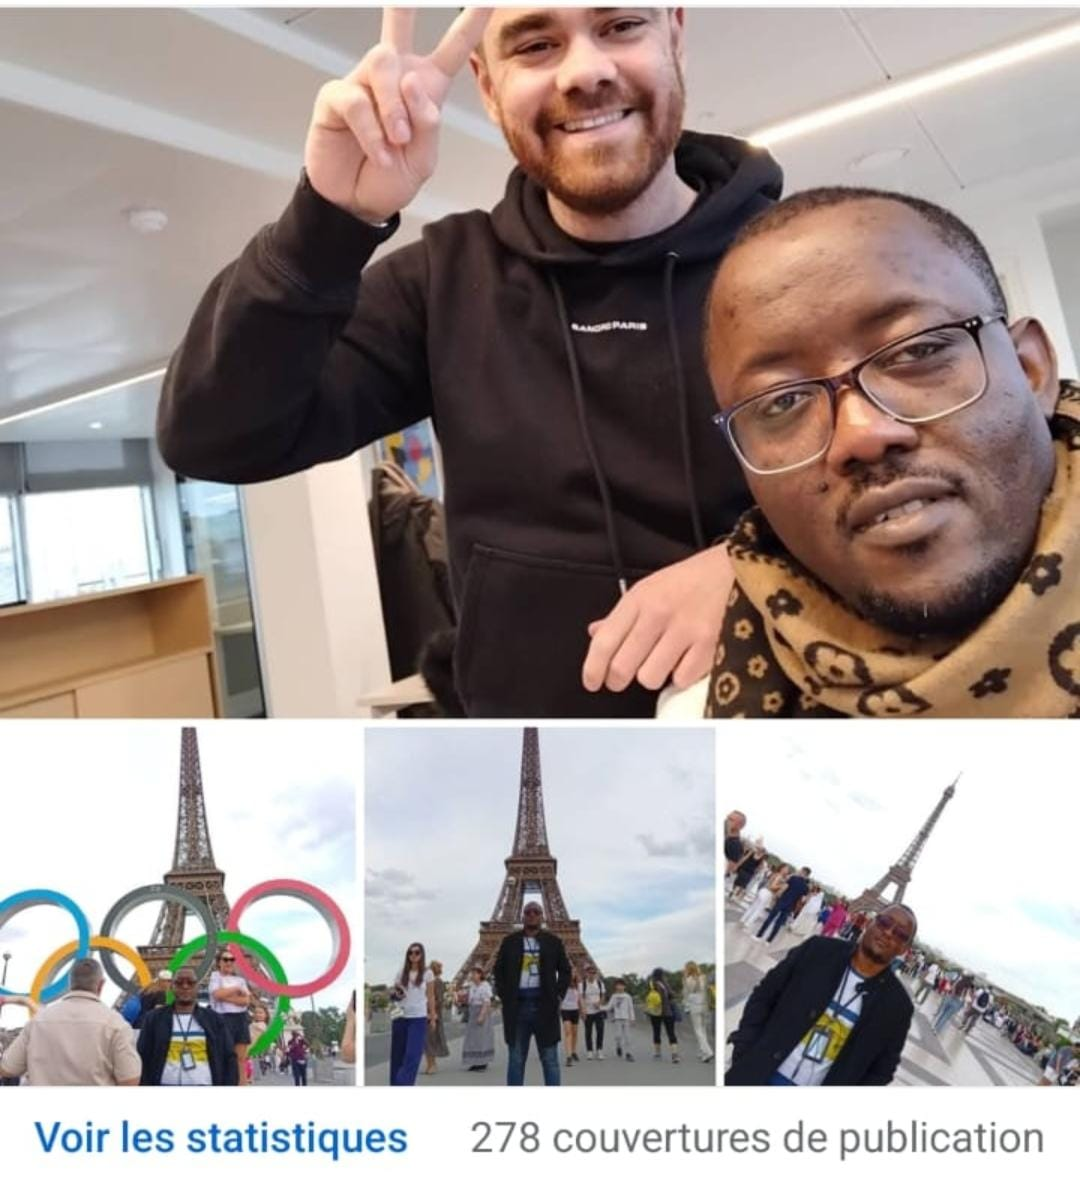 SANDRO PARIS
Voir les statistiques
278 couvertures de publication